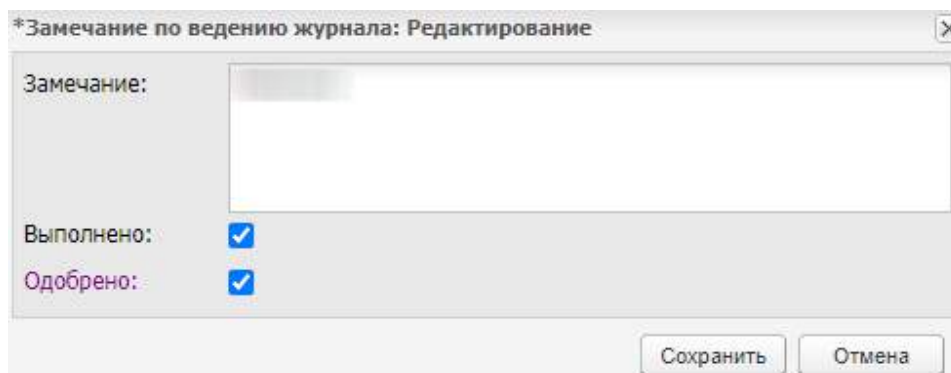 *Замечание по ведению журнала: Редактирование
Замечание:
Выполнено:
Одобрено:
Сохранить Отмена